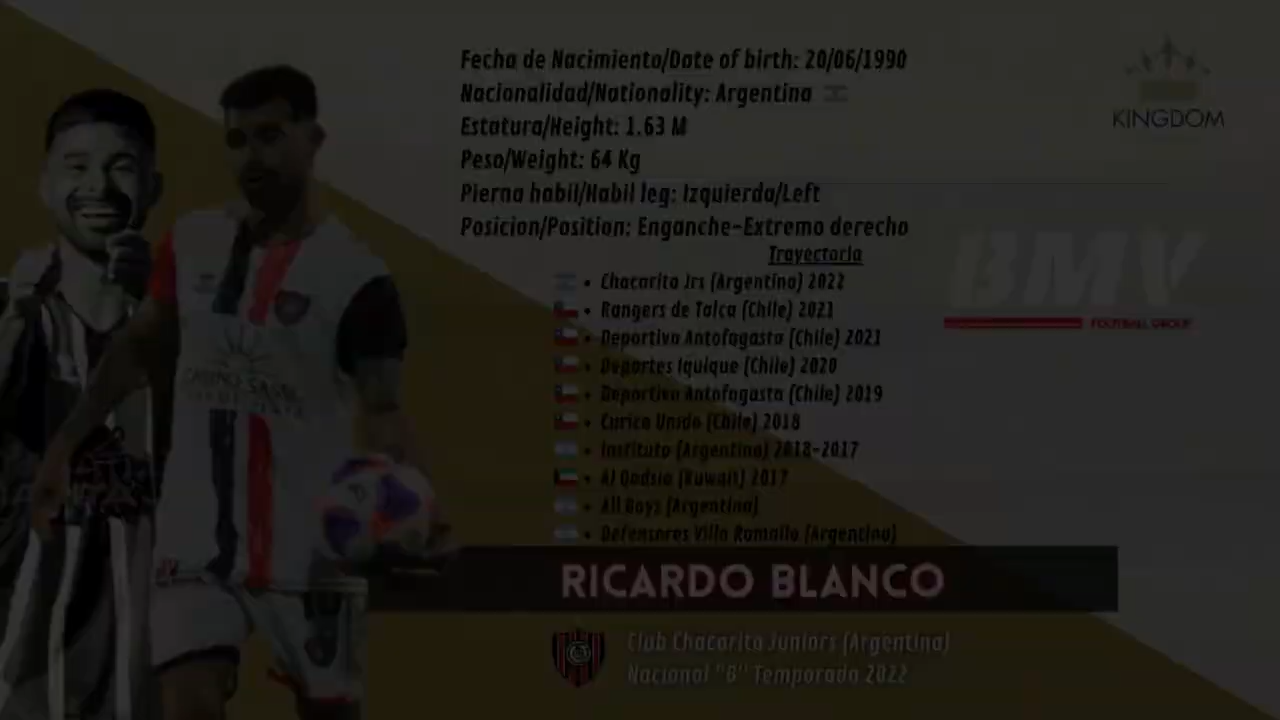 Fecha de Nacimiento/Date of birth: 20/06/1990
Nacionalidad/Nationality: Argentina
Estatura/Height: 1.63 M
Peso/Weight: 64 Kg
Pierna habil/Habil leg: Izquierda/Left
Posicion/Position: Enganche-Extremo derecho
KINGDOM
Trayectoria
• Chacarita Jrs (Argentina) 2022
• Rangers de Talca (Chile) 2021
• Deportivo Antofagasta (Chile) 2021
• Deportes Iquique (Chile) 2020
• Deportivo Antofagasta (Chile) 2019
• Curico Unido (Chile) 2018
• Instituto (Argentina) 2018-2017
• Al Qadsia (Kuwait) 2017
• All Boys (Argentina)
• Defensores Villa Ramallo (Argentina)
BMV
FOOTBALL GROUP
RICARDO BLANCO
Club Chacarita Juniors (Argentina)
Nacional "B" Temporada 2022